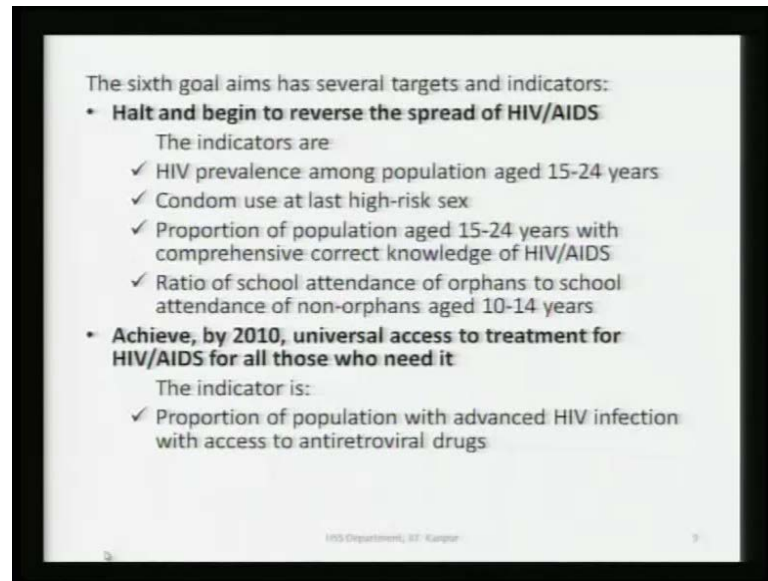 The sixth goal aims has several targets and indicators:
• Halt and begin to reverse the spread of HIV/AIDS
The indicators are
✓ HIV prevalence among population aged 15-24 years
✓ Condom use at last high-risk sex
✓ Proportion of population aged 15-24 years with
comprehensive correct knowledge of HIV/AIDS
✓ Ratio of school attendance of orphans to school
attendance of non-orphans aged 10-14 years
• Achieve, by 2010, universal access to treatment for
HIV/AIDS for all those who need it
The indicator is:
✓ Proportion of population with advanced HIV infection
with access to antiretroviral drugs
HSS Department, IIT Kanpur
9